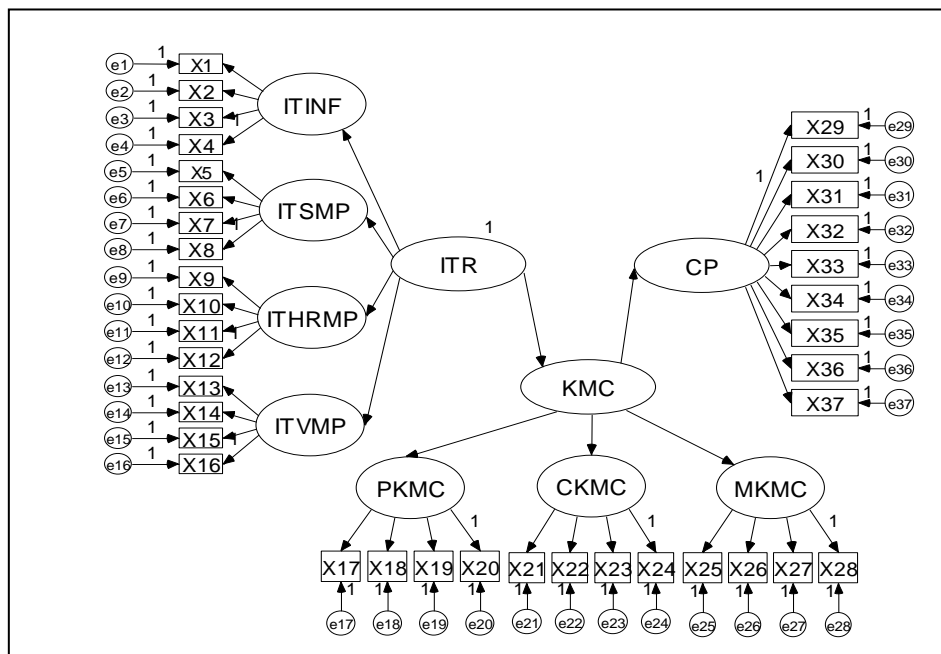 e1 1 X1
e2 1 X2
e3 1 X3 1
e4 1 X4
ITINF
e5 1 X5
e6 1 X6
e7 1 X7 1
e8 1 X8
ITSMP
e9 1 X9
e10 1 X10
e11 1 X11 1
e12 1 X12
ITHRMP
e13 1 X13
e14 1 X14
e15 1 X15 1
e16 1 X16
ITVMP
1
ITR
KMC
CP
1
X29 1 e29
X30 1 e30
X31 1 e31
X32 1 e32
X33 1 e33
X34 1 e34
X35 1 e35
X36 1 e36
X37 1 e37
PKMC CKMC MKMC
1 1 1
X17 X18 X19 X20 X21 X22 X23 X24 X25 X26 X27 X28
1 1 1 1 1 1 1 1 1 1 1 1
e17 e18 e19 e20 e21 e22 e23 e24 e25 e26 e27 e28